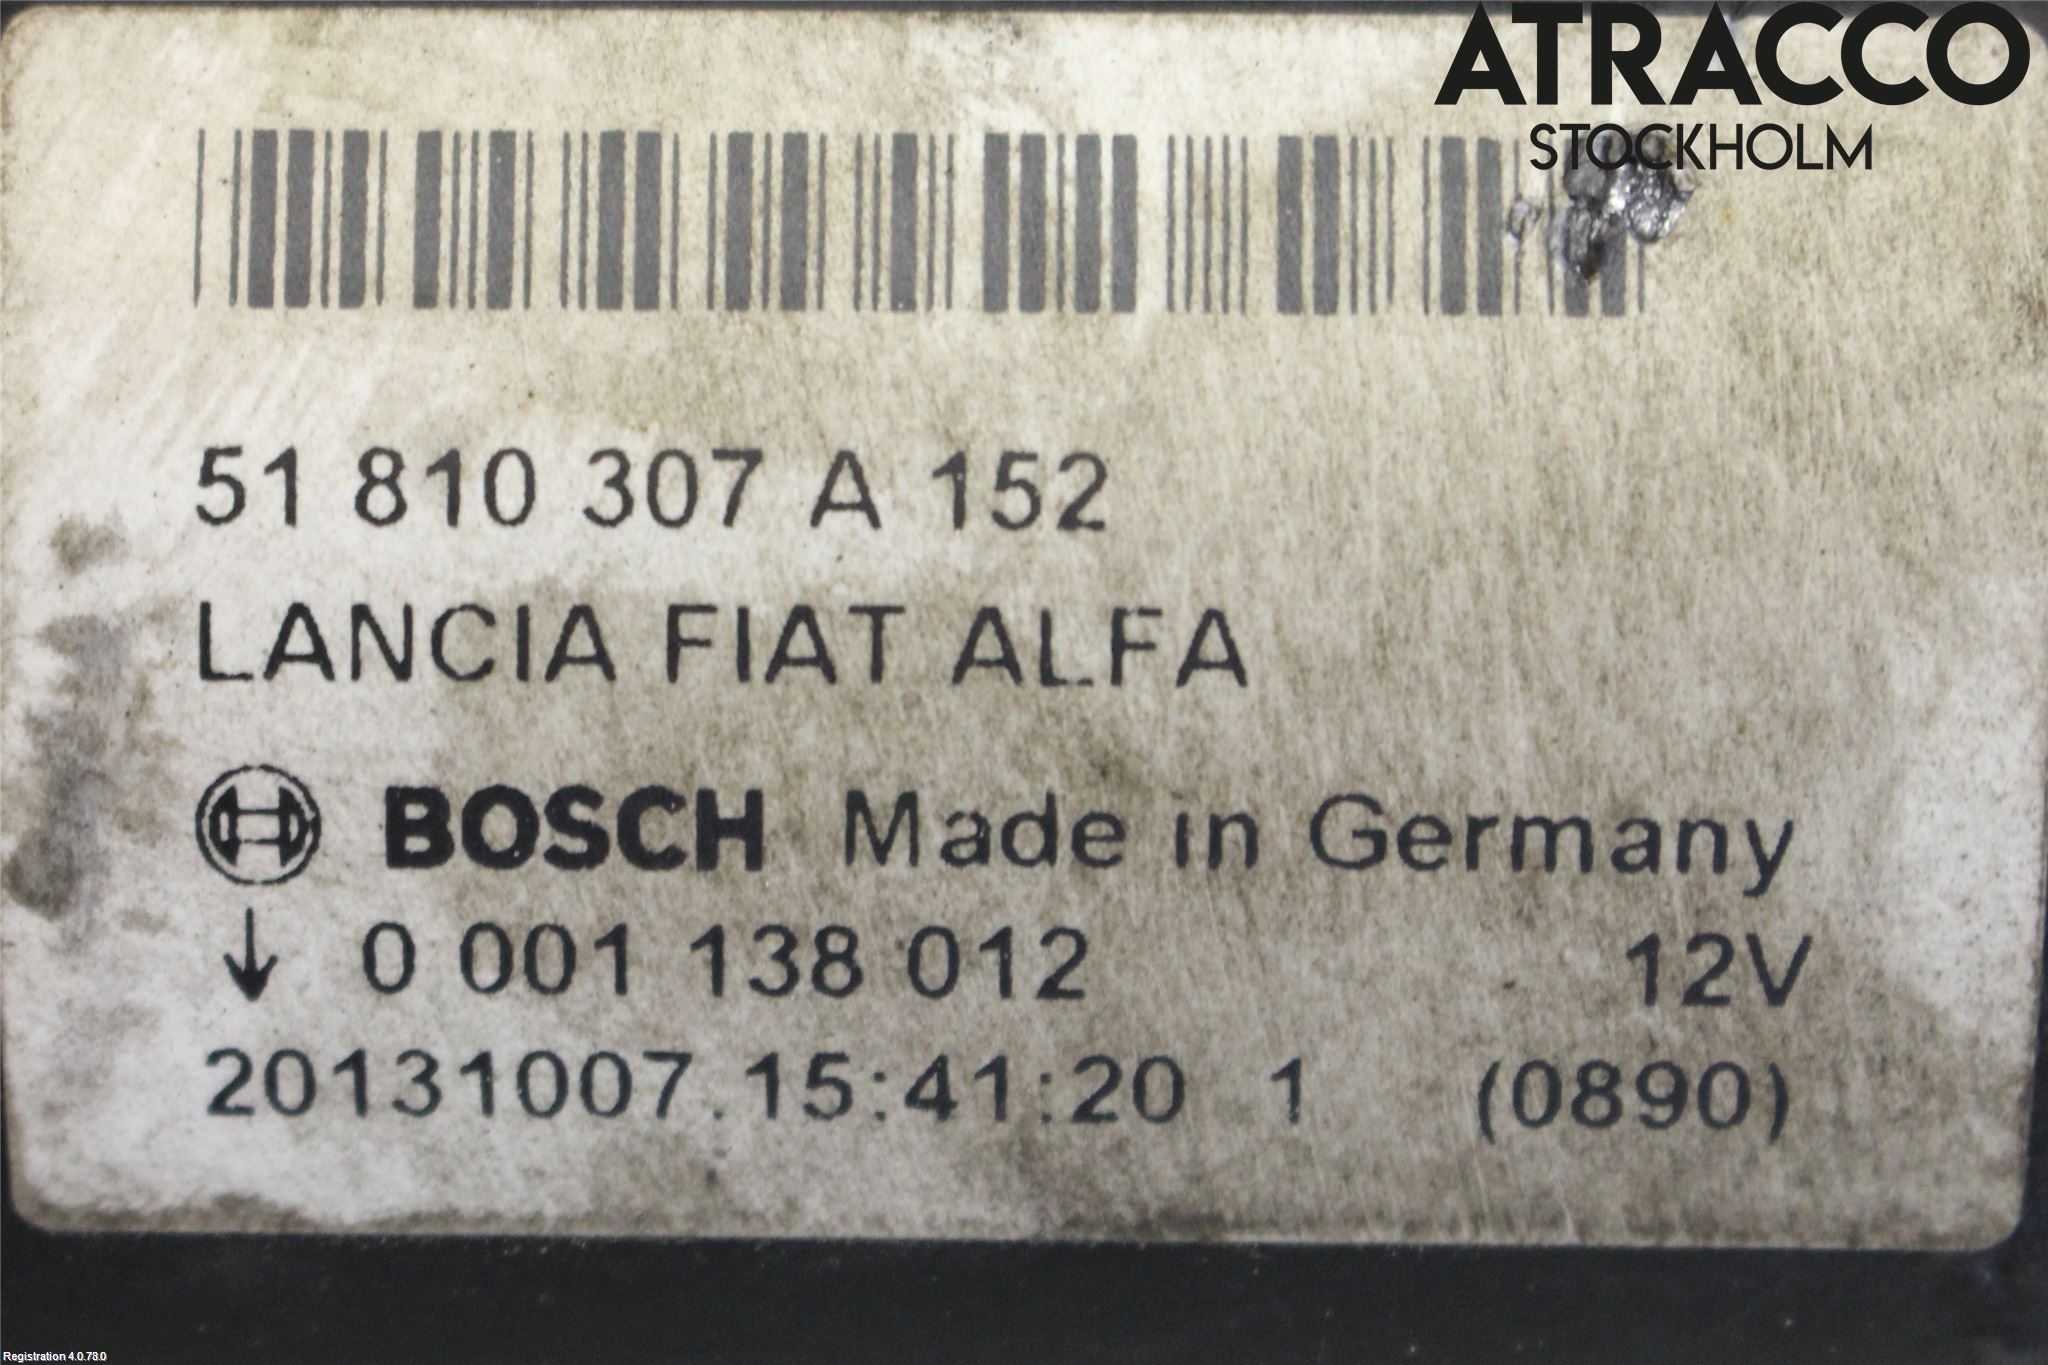 ATRACCO
STOCKHOLM
51 810 307 A 152
LANCIA FIAT ALFA
BOSCH Made in Germany
↓ 0 001 138 012 12V
20131007.15:41:20 1 (0890)
Registration 4.0.78.0